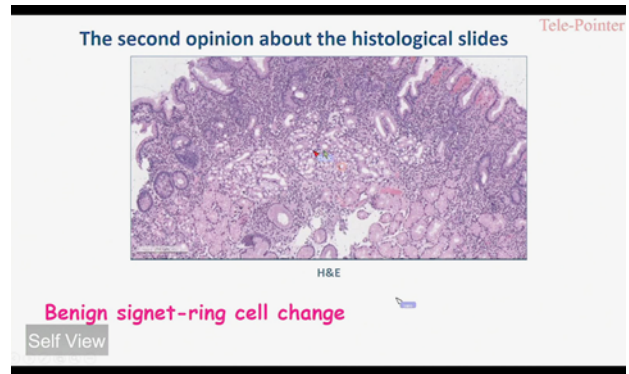 Tele-Pointer
The second opinion about the histological slides
H&E
Benign signet-ring cell change
Self View